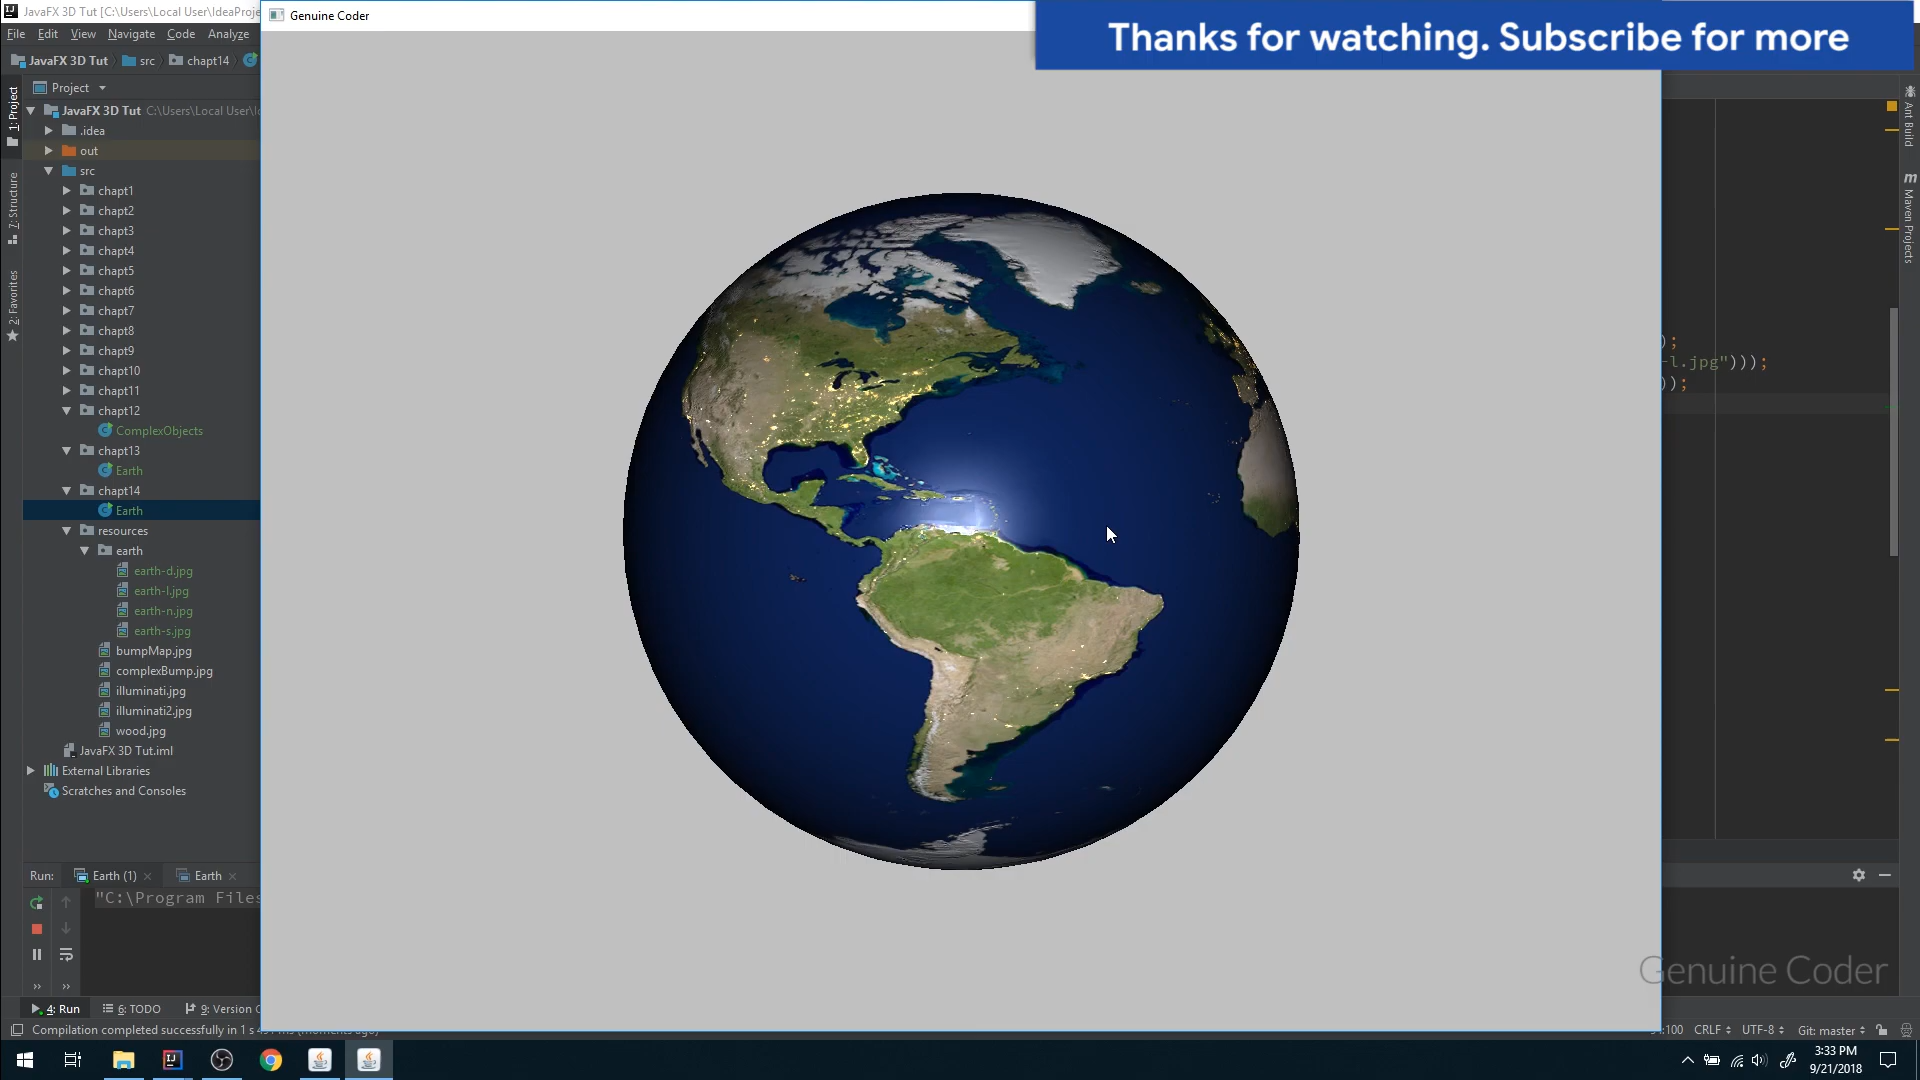 JavaFX 3D Tut [C:\Users\Local User\IdeaProje
Genuine Coder
Thanks for watching. Subscribe for more
File Edit View Navigate Code Analyze
JavaFX 3D Tut src chapt14
Project
1: Project
7: Structure
2: Favorites
Ant Build
Maven Projects
JavaFX 3D Tut C:\Users\Local User\I
.idea
out
src
chapt1
chapt2
chapt3
chapt4
chapt5
chapt6
chapt7
chapt8
chapt9
chapt10
chapt11
chapt12
ComplexObjects
chapt13
Earth
chapt14
Earth
resources
earth
earth-d.jpg
earth-l.jpg
earth-n.jpg
earth-s.jpg
bumpMap.jpg
complexBump.jpg
illuminati.jpg
illuminati2.jpg
wood.jpg
JavaFX 3D Tut.iml
External Libraries
Scratches and Consoles
);
-l.jpg")));
));
Run: Earth (1) Earth
"C:\Program Files
Genuine Coder
4: Run 6: TODO 9: Version C
Compilation completed successfully in 1 s
:100 CRLF UTF-8 Git: master
3:33 PM
9/21/2018